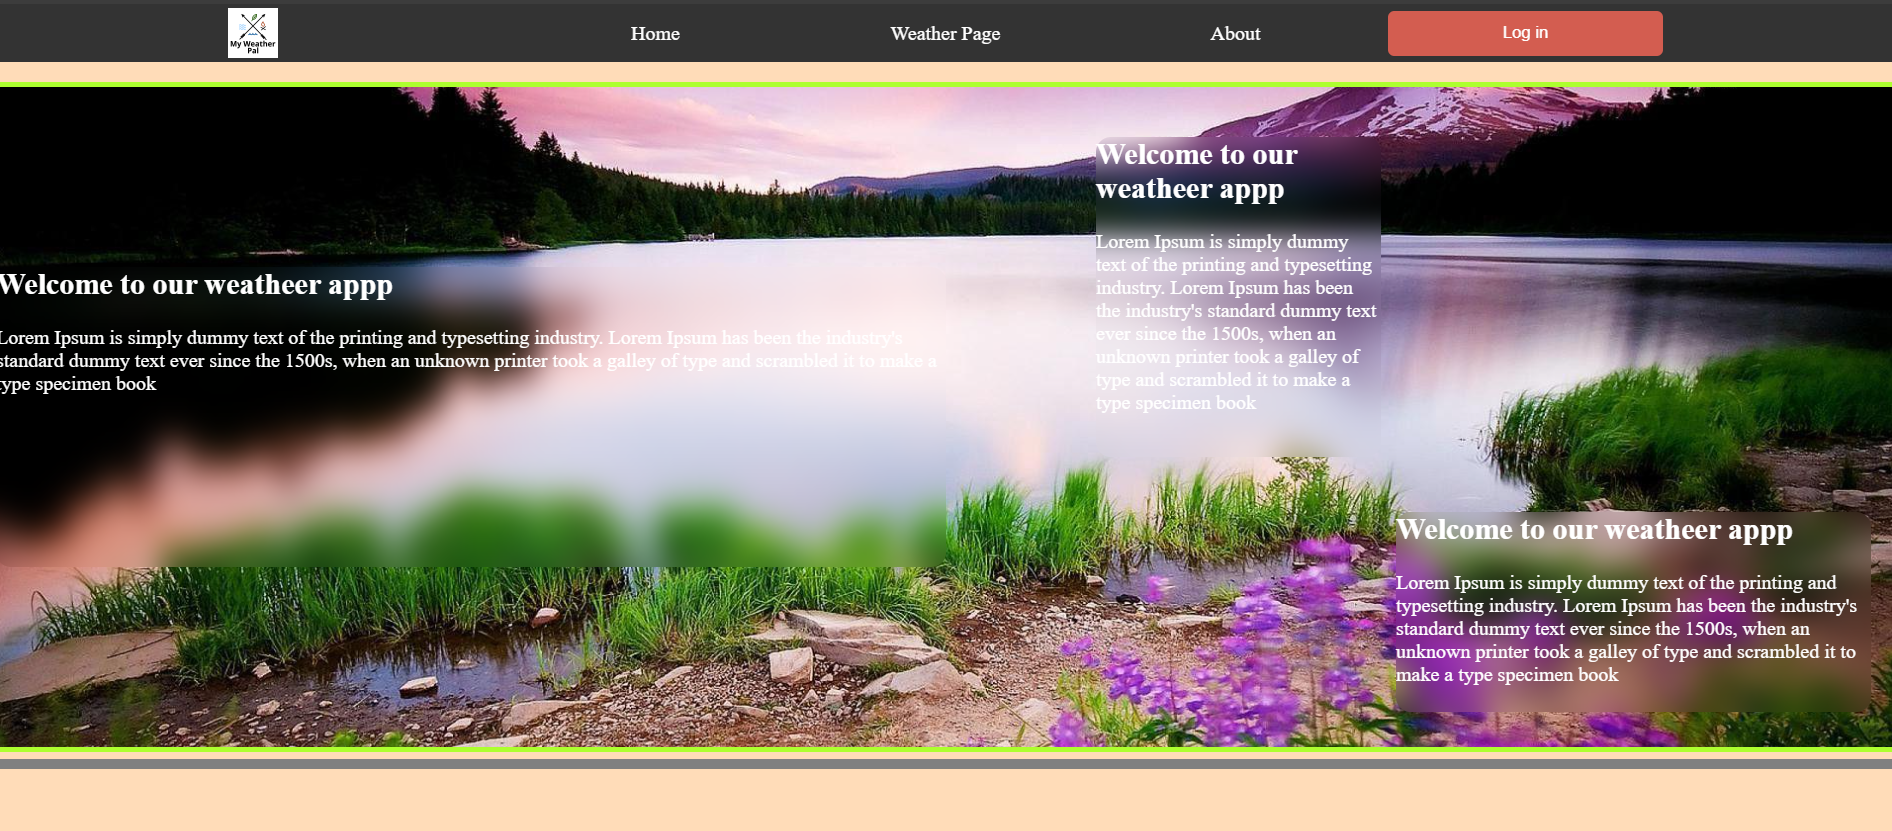 My Weather
Pal
Home
Weather Page
About
Log in
Welcome to our weatheer appp
Lorem Ipsum is simply dummy text of the printing and typesetting industry. Lorem Ipsum has been the industry's
standard dummy text ever since the 1500s, when an unknown printer took a galley of type and scrambled it to make a
type specimen book
Welcome to our
weatheer appp
Lorem Ipsum is simply dummy
text of the printing and typesetting
industry. Lorem Ipsum has been
the industry's standard dummy text
ever since the 1500s, when an
unknown printer took a galley of
type and scrambled it to make a
type specimen book
Welcome to our weatheer appp
Lorem Ipsum is simply dummy text of the printing and
typesetting industry. Lorem Ipsum has been the industry's
standard dummy text ever since the 1500s, when an
unknown printer took a galley of type and scrambled it to
make a type specimen book